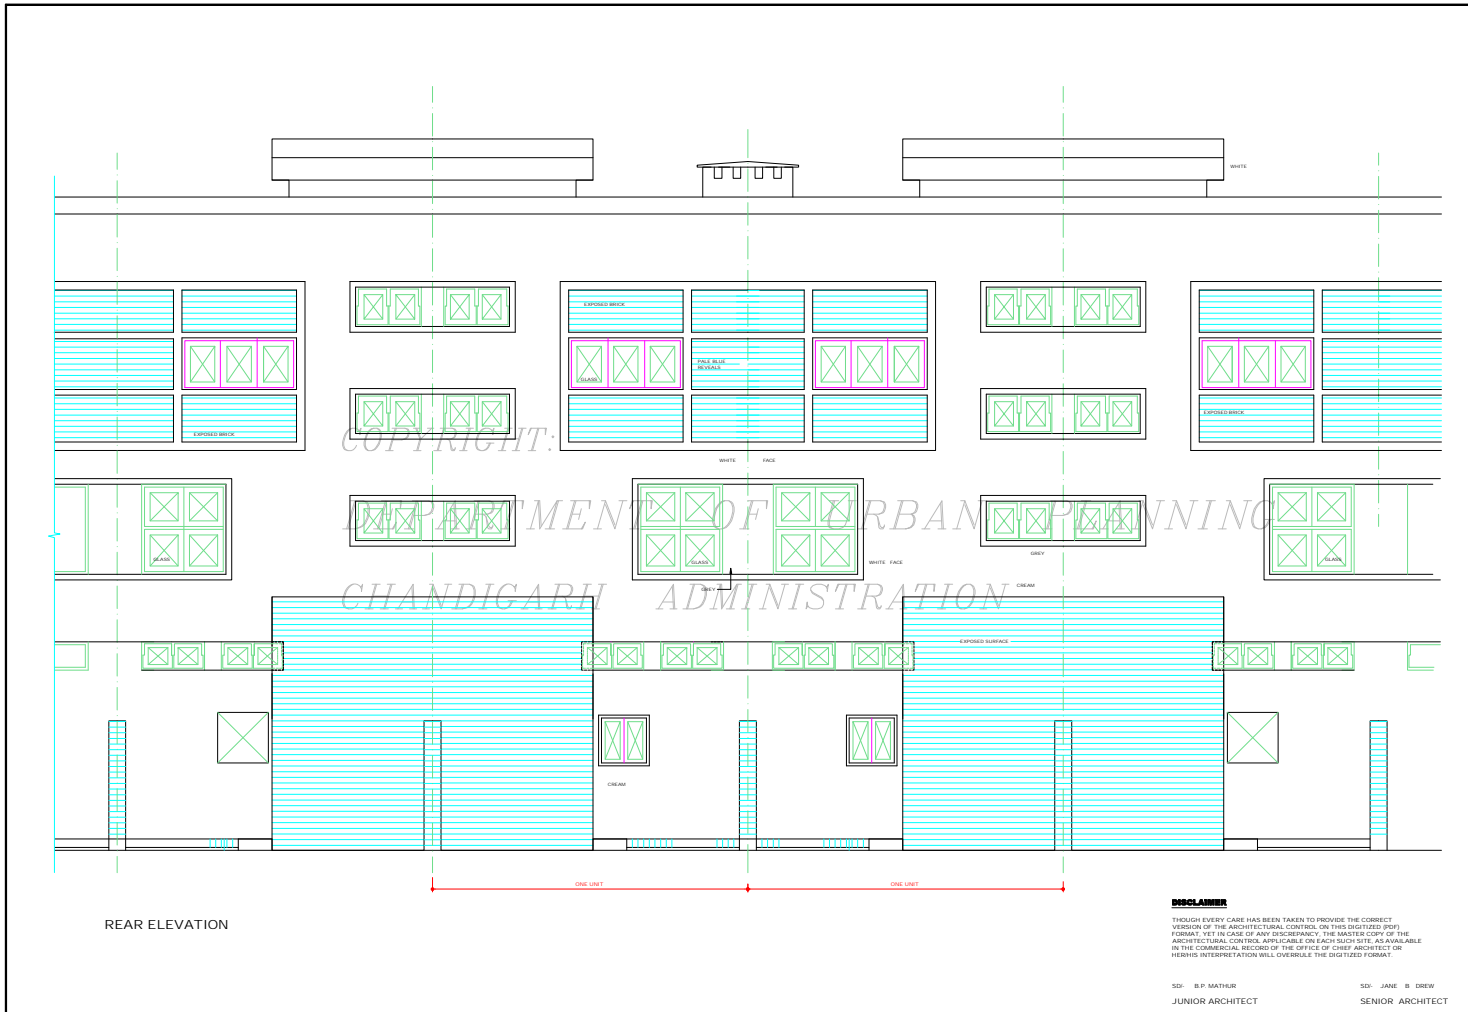 WHITE
EXPOSED BRICK
PALE BLUE
REVEALS
GLASS
EXPOSED BRICK
EXPOSED BRICK
COPYRIGHT:
WHITE FACE
DEPARTMENT OF URBAN PLANNING
GREY
GLASS
GLASS
WHITE FACE
GLASS
GREY
CREAM
CHANDIGARH ADMINISTRATION
EXPOSED SURFACE
CREAM
ONE UNIT
ONE UNIT
REAR ELEVATION
DISCLAIMER
THOUGH EVERY CARE HAS BEEN TAKEN TO PROVIDE THE CORRECT
VERSION OF THE ARCHITECTURAL CONTROL ON THIS DIGITIZED (PDF)
FORMAT, YET IN CASE OF ANY DISCREPANCY, THE MASTER COPY OF THE
ARCHITECTURAL CONTROL APPLICABLE ON EACH SUCH SITE, AS AVAILABLE
IN THE COMMERCIAL RECORD OF THE OFFICE OF CHIEF ARCHITECT OR
HER/HIS INTERPRETATION WILL OVERRULE THE DIGITIZED FORMAT.
SD/- B.P. MATHUR
JUNIOR ARCHITECT
SD/- JANE B DREW
SENIOR ARCHITECT